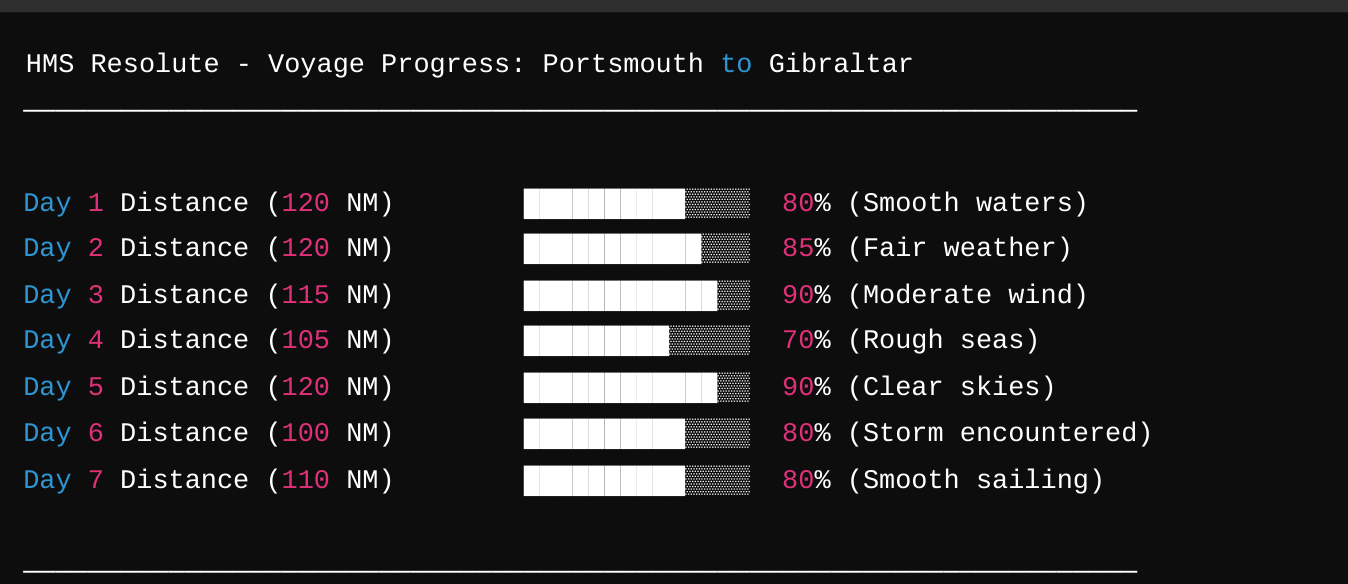 HMS Resolute - Voyage Progress: Portsmouth to Gibraltar
Day 1 Distance (120 NM) 80% (Smooth waters)
Day 2 Distance (120 NM) 85% (Fair weather)
Day 3 Distance (115 NM) 90% (Moderate wind)
Day 4 Distance (105 NM) 70% (Rough seas)
Day 5 Distance (120 NM) 90% (Clear skies)
Day 6 Distance (100 NM) 80% (Storm encountered)
Day 7 Distance (110 NM) 80% (Smooth sailing)